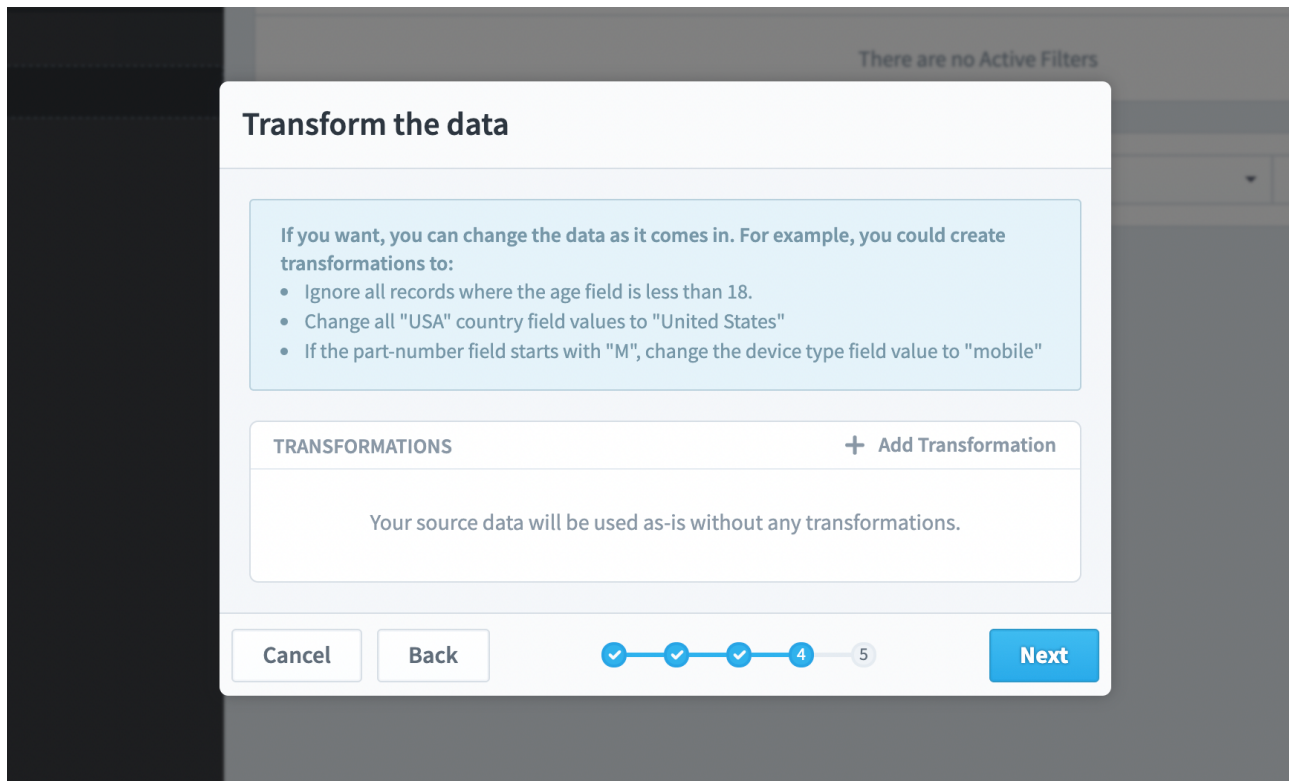 There are no Active Filters
Transform the data
If you want, you can change the data as it comes in. For example, you could create
transformations to:
• Ignore all records where the age field is less than 18.
• Change all "USA" country field values to "United States"
• If the part-number field starts with "M", change the device type field value to "mobile"
TRANSFORMATIONS + Add Transformation
Your source data will be used as-is without any transformations.
Cancel Back 4 5 Next